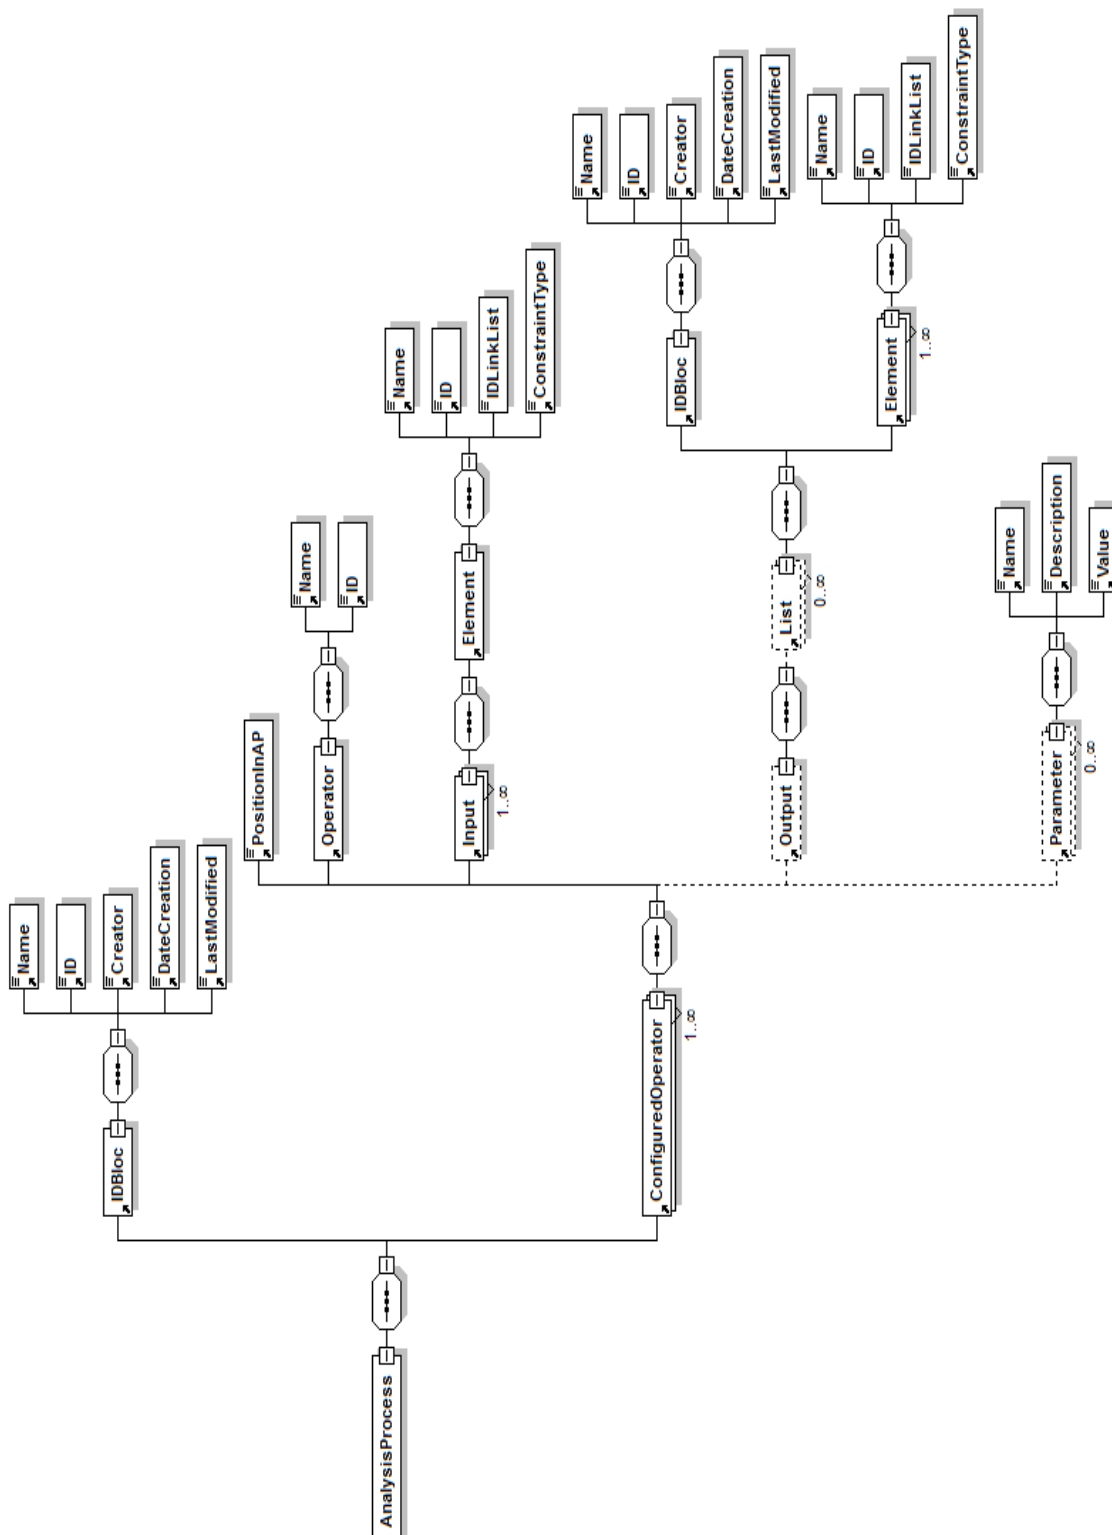 AnalysisProcess
IDBloc
Name
ID
Creator
DateCreation
LastModified
ConfiguredOperator
1..∞
PositionInAP
Operator
Name
ID
Input
1..∞
Element
Name
ID
IDLinkList
ConstraintType
Output
List
0..∞
IDBloc
Name
ID
Creator
DateCreation
LastModified
Element
1..∞
Name
ID
IDLinkList
ConstraintType
Parameter
0..∞
Name
Description
Value